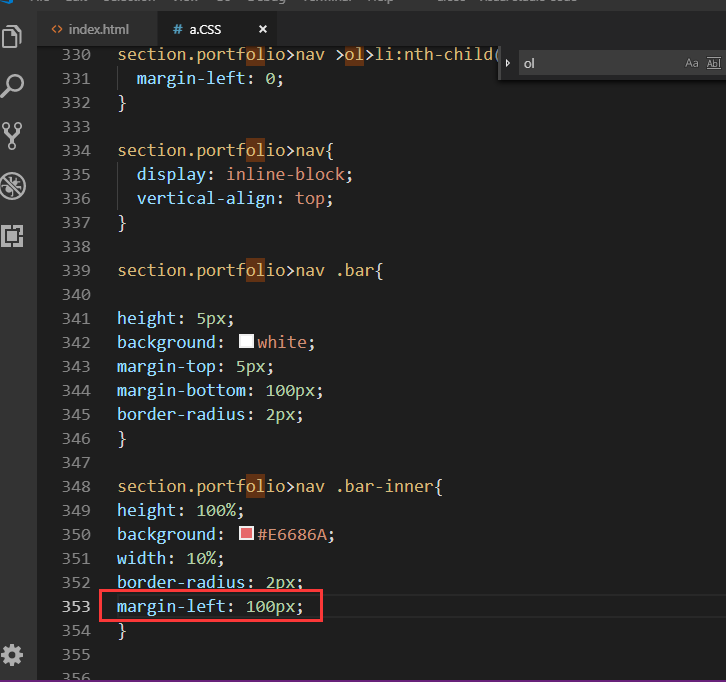 index.html
# a.CSS ×
ol Aa Abl
330 section.portfolio>nav >ol>li:nth-child(
331 margin-left: 0;
332 }
333
334 section.portfolio>nav{
335 display: inline-block;
336 vertical-align: top;
337 }
338
339 section.portfolio>nav .bar{
340
341 height: 5px;
342 background: white;
343 margin-top: 5px;
344 margin-bottom: 100px;
345 border-radius: 2px;
346 }
347
348 section.portfolio>nav .bar-inner{
349 height: 100%;
350 background: #E6686A;
351 width: 10%;
352 border-radius: 2px;
353 margin-left: 100px;
354 }
355
356